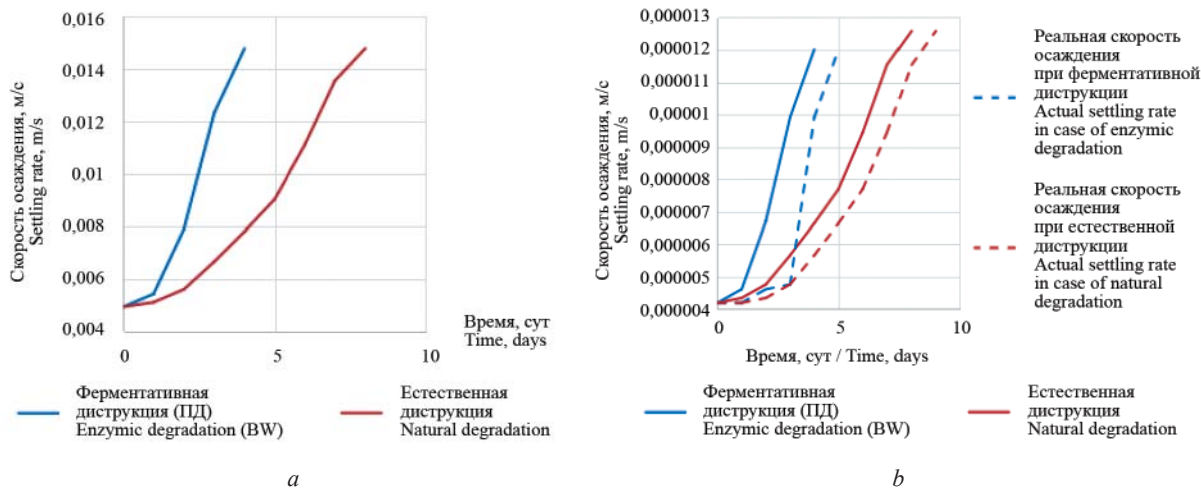 Скорость осаждения, м/с
Settling rate, m/s
0,016
0,014
0,012
0,01
0,008
0,006
0,004
0
5
10
Время, сут
Time, days
Ферментативная
диструкция (ПД)
Enzymic degradation (BW)
Естественная
диструкция
Natural degradation
a
Скорость осаждения, м/с
Settling rate, m/s
0,000013
0,000012
0,000011
0,00001
0,000009
0,000008
0,000007
0,000006
0,000005
0,000004
0
5
10
Время, сут / Time, days
Реальная скорость
осаждения
при ферментативной
диструкции
Actual settling rate
in case of enzymic
degradation
Реальная скорость
осаждения
при естественной
диструкции
Actual settling rate
in case of natural
degradation
Ферментативная
диструкция (ПД)
Enzymic degradation (BW)
Естественная
диструкция
Natural degradation
b